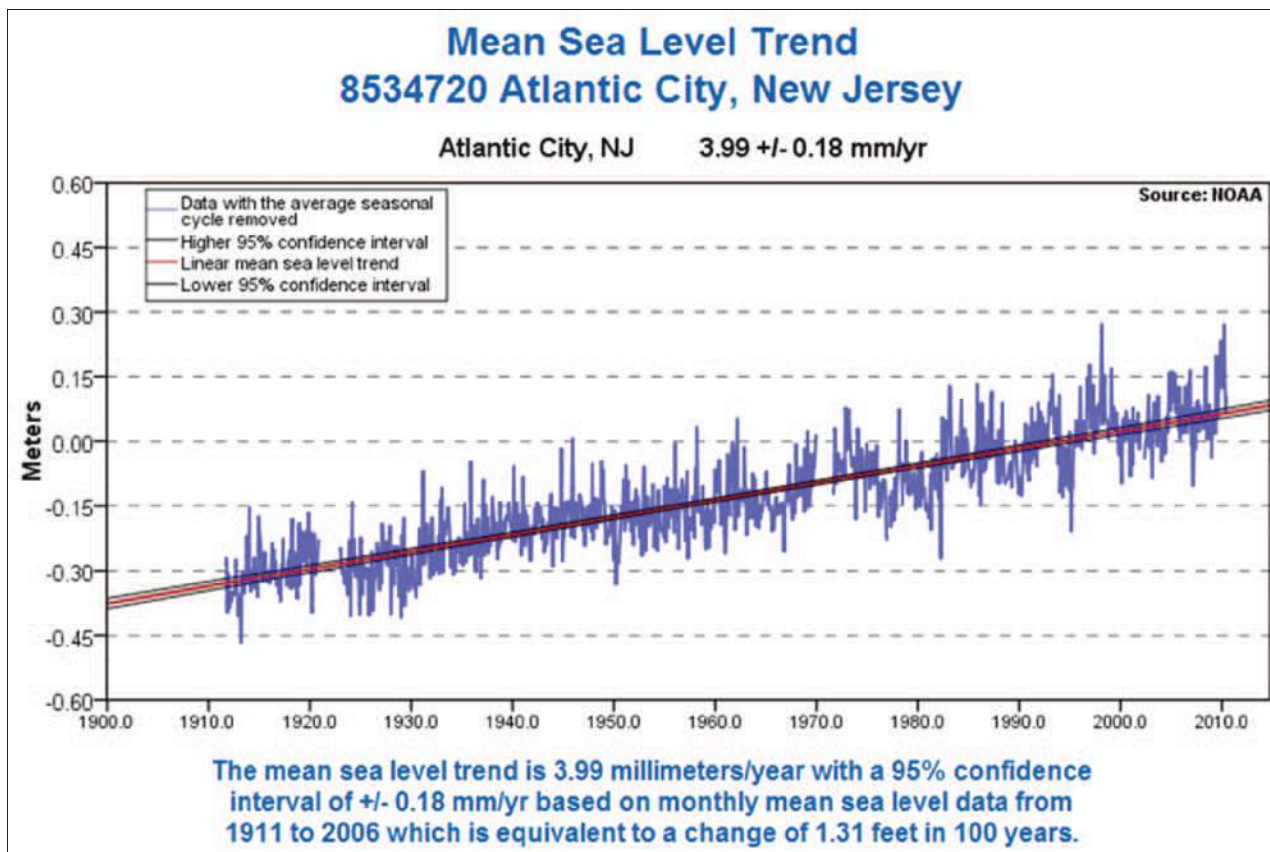 Mean Sea Level Trend
8534720 Atlantic City, New Jersey
Atlantic City, NJ 3.99 +/- 0.18 mm/yr
Source: NOAA
Data with the average seasonal
cycle removed
Higher 95% confidence interval
Linear mean sea level trend
Lower 95% confidence interval
Meters
0.60
0.45
0.30
0.15
0.00
-0.15
-0.30
-0.45
-0.60
1900.0 1910.0 1920.0 1930.0 1940.0 1950.0 1960.0 1970.0 1980.0 1990.0 2000.0 2010.0
The mean sea level trend is 3.99 millimeters/year with a 95% confidence
interval of +/- 0.18 mm/yr based on monthly mean sea level data from
1911 to 2006 which is equivalent to a change of 1.31 feet in 100 years.